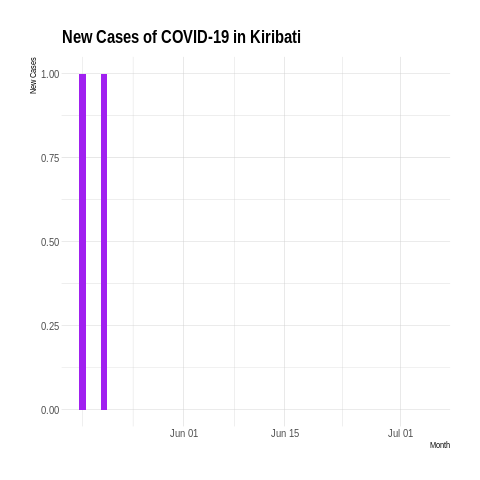 New Cases of COVID-19 in Kiribati
New Cases
1.00
0.75
0.50
0.25
0.00
Jun 01
Jun 15
Jul 01
Month